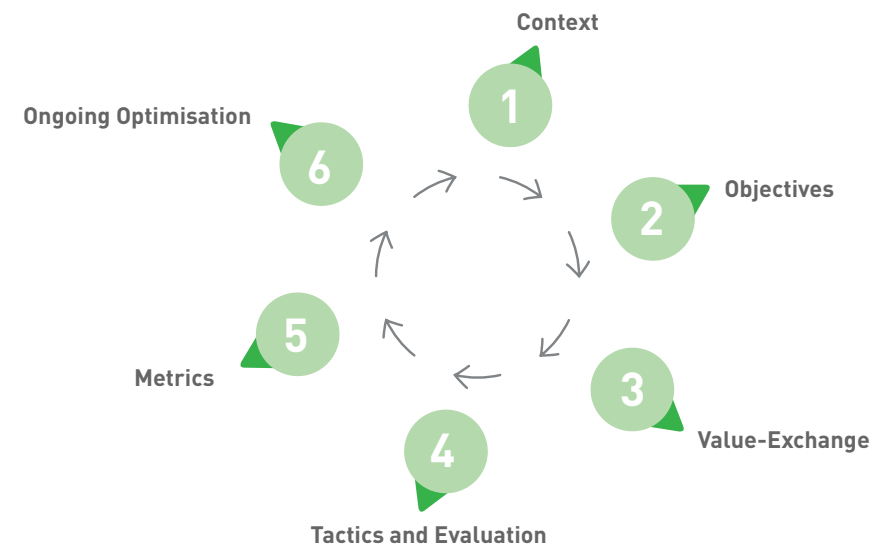 Context
1
Objectives
2
Value-Exchange
3
Tactics and Evaluation
4
Metrics
5
Ongoing Optimisation
6